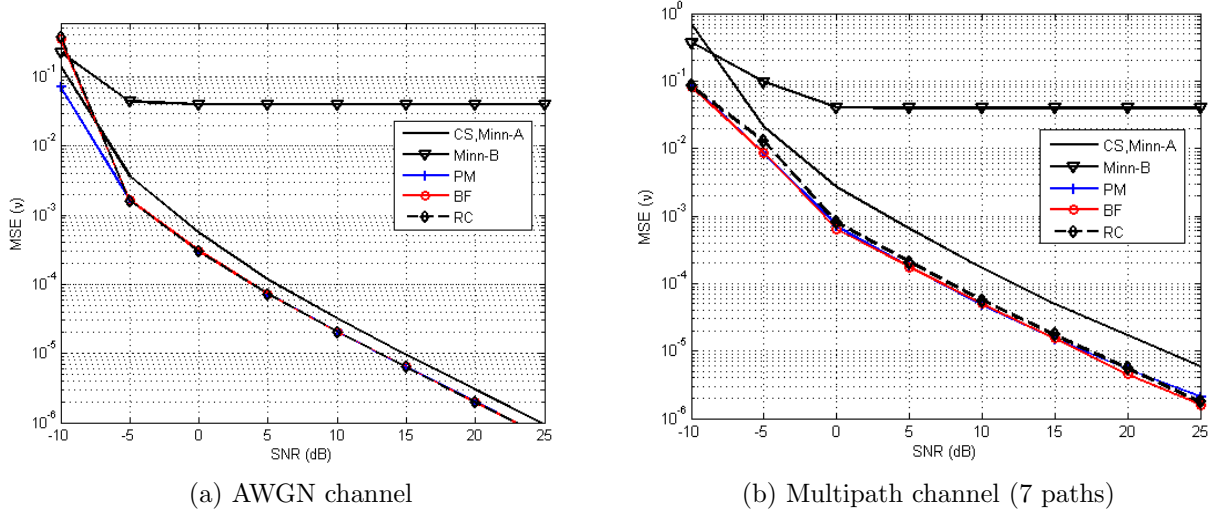 10^0
10^-1
10^-2
10^-3
10^-4
10^-5
10^-6
MSE (ν)
-10 -5 0 5 10 15 20 25
SNR (dB)
CS,Minn-A
Minn-B
PM
BF
RC
(a) AWGN channel
10^-1
10^-2
10^-3
10^-4
10^-5
10^-6
MSE (ν)
-10 -5 0 5 10 15 20 25
SNR (dB)
CS,Minn-A
Minn-B
PM
BF
RC
(b) Multipath channel (7 paths)